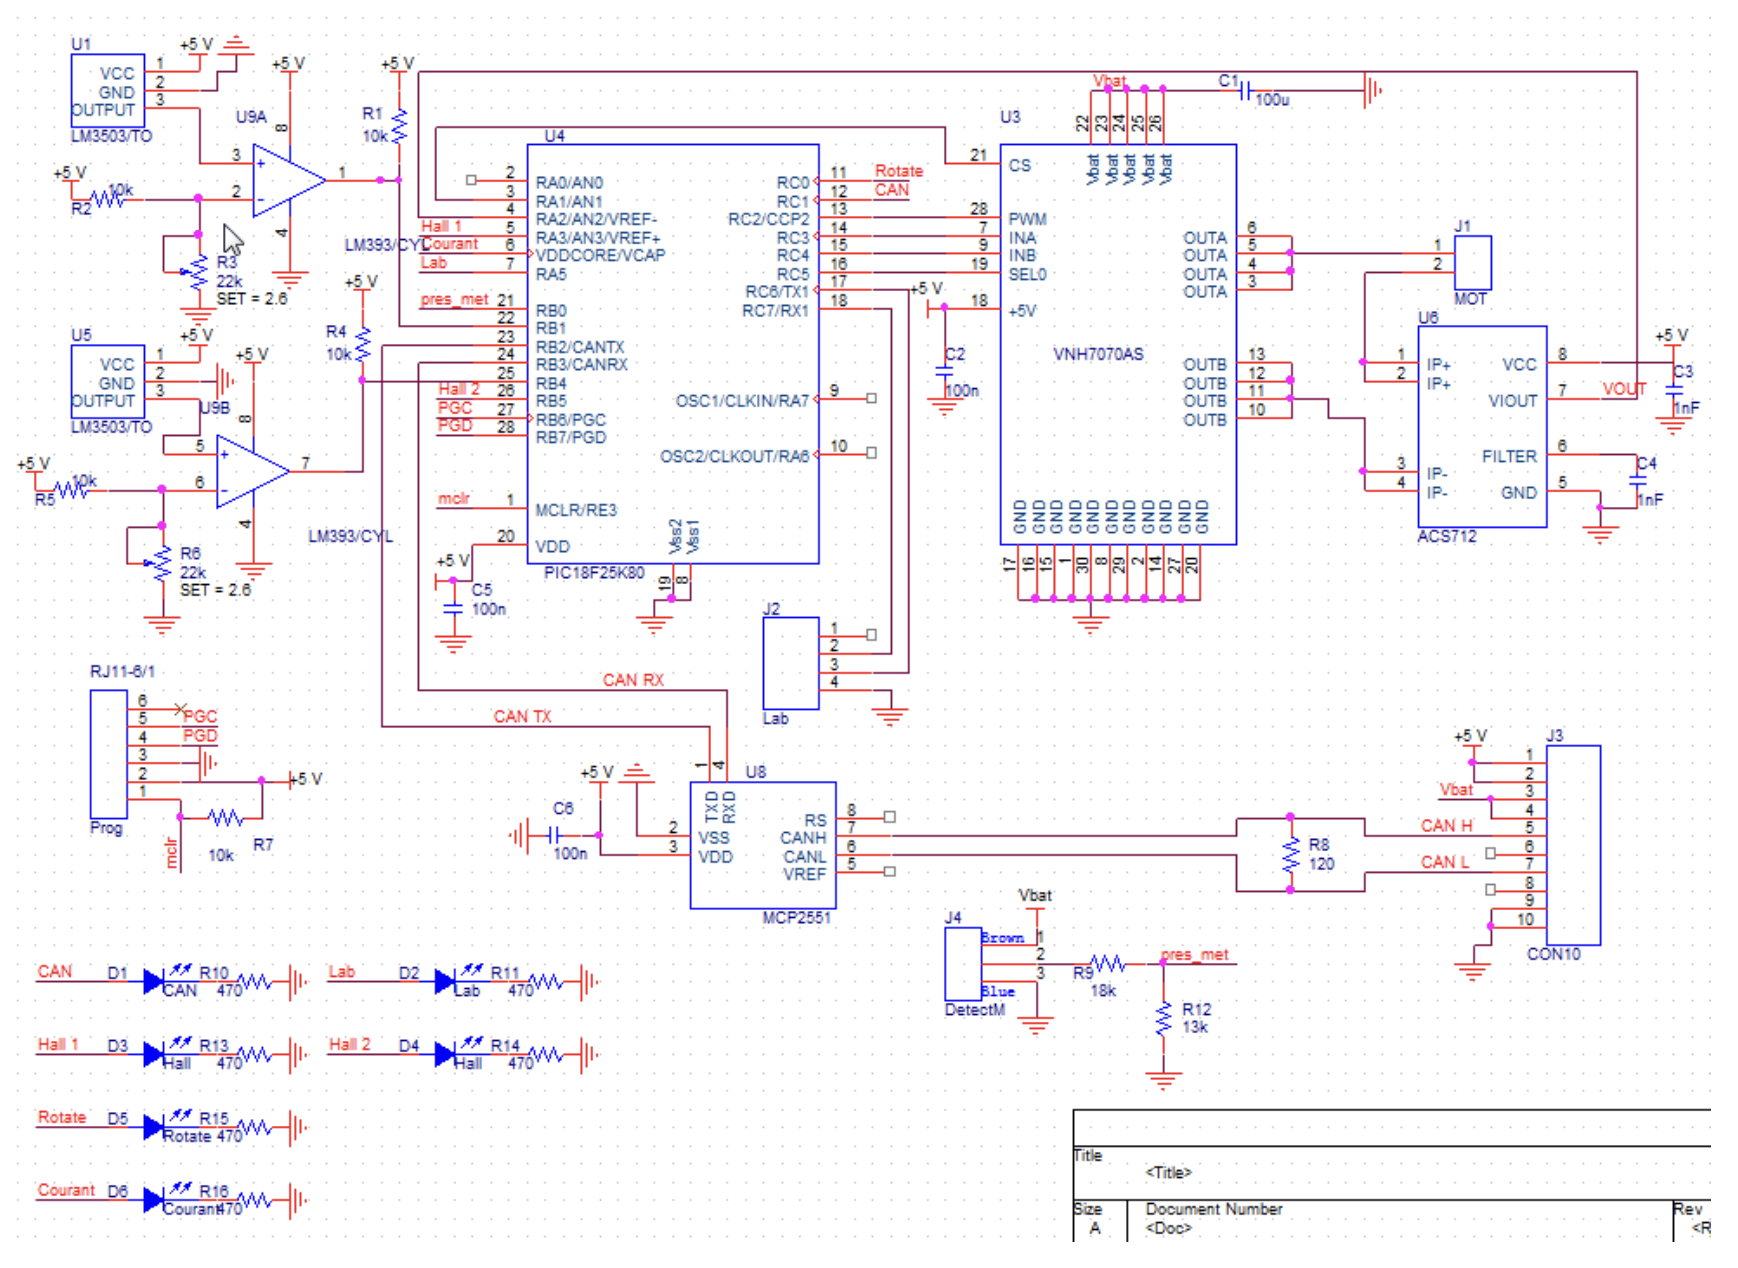 U1
+5 V
VCC 1
GND 2
OUTPUT 3
LM3503/TO
+5 V
U9A
8
3 +
2 -
1
4
LM393/CYL
+5 V
R2
10k
R3
22k
SET = 2.6
+5 V
R1
10k
U5
+5 V
VCC 1
GND 2
OUTPUT 3
LM3503/TO
+5 V
U9B
8
5 +
6 -
7
4
LM393/CYL
+5 V
R5
10k
R6
22k
SET = 2.6
+5 V
R4
10k
U4
2 RA0/AN0
3 RA1/AN1
4 RA2/AN2/VREF-
Hall 1 5 RA3/AN3/VREF+
Courant 6 VDDCORE/VCAP
Lab 7 RA5
pres_met 21 RB0
22 RB1
23 RB2/CANTX
24 RB3/CANRX
25 RB4
Hall 2 26 RB5
PGC 27 RB6/PGC
PGD 28 RB7/PGD
mclr 1 MCLR/RE3
20 VDD
RC0 11 Rotate
RC1 12 CAN
RC2/CCP2 13
RC3 14
RC4 15
RC5 16
RC6/TX1 17
RC7/RX1 18
OSC1/CLKIN/RA7 9
OSC2/CLKOUT/RA6 10
Vss2 Vss1
19 8
PIC18F25K80
+5 V
C5
100n
U3
Vbat
C1
100u
22 23 24 25 26
Vbat Vbat Vbat Vbat Vbat
21 CS
28 PWM
7 INA
9 INB
19 SEL0
+5 V
18 +5V
C2
100n
VNH7070AS
OUTA 6
OUTA 5
OUTA 4
OUTA 3
OUTB 13
OUTB 12
OUTB 11
OUTB 10
GND GND GND GND GND GND GND GND GND GND GND
17 16 15 1 30 8 29 2 14 27 20
J1
1
2
MOT
U6
1 IP+
2 IP+
3 IP-
4 IP-
VCC 8
VIOUT 7
FILTER 6
GND 5
ACS712
+5 V
C3
1nF
VOUT
C4
1nF
J2
1
2
3
4
Lab
CAN RX
CAN TX
RJ11-6/1
6
5 PGC
4 PGD
3
2
1
Prog
+5 V
mclr
R7
10k
+5 V
C6
100n
U8
1 4
TXD RXD
2 VSS
3 VDD
RS 8
CANH 7
CANL 6
VREF 5
MCP2551
R8
120
J3
+5 V
1
2
Vbat 3
4
CAN H 5
6
CAN L 7
8
9
10
CON10
Vbat
J4
Brown 1
2
3
Blue
DetectM
R9
18k
pres_met
R12
13k
CAN D1 R10
CAN 470
Lab D2 R11
Lab 470
Hall 1 D3 R13
Hall 470
Hall 2 D4 R14
Hall 470
Rotate D5 R15
Rotate 470
Courant D6 R16
Courant 470
Title
<Title>
Size
A
Document Number
<Doc>
Rev
<R